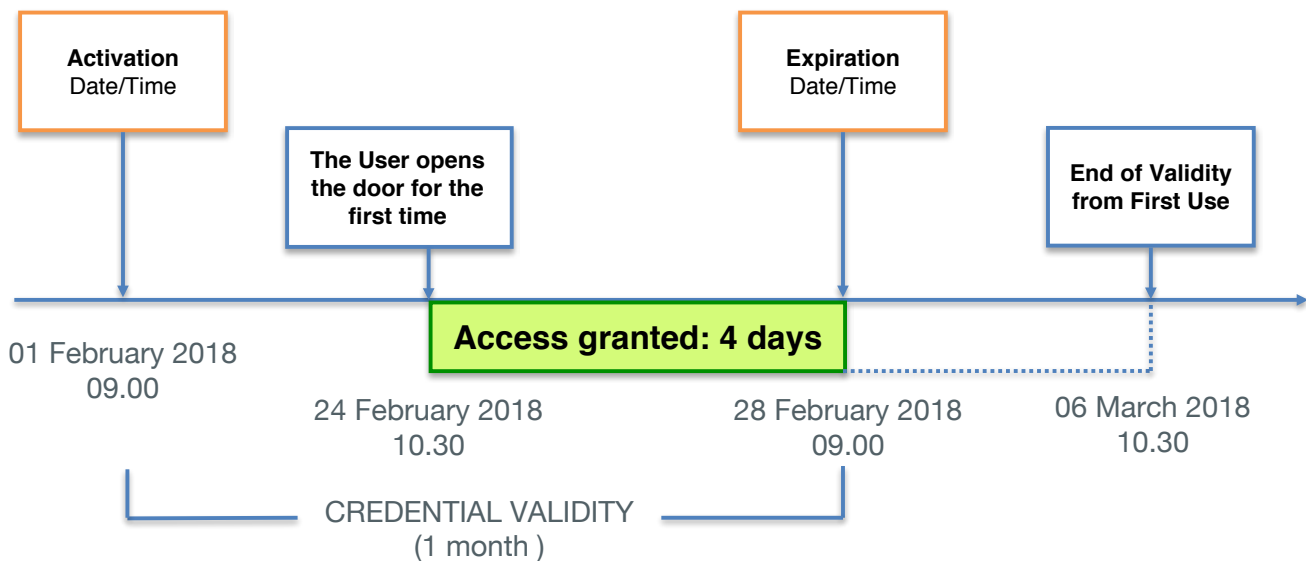 Activation
Date/Time
Expiration
Date/Time
The User opens
the door for the
first time
End of Validity
from First Use
Access granted: 4 days
01 February 2018
09.00
24 February 2018
10.30
28 February 2018
09.00
06 March 2018
10.30
CREDENTIAL VALIDITY
(1 month )